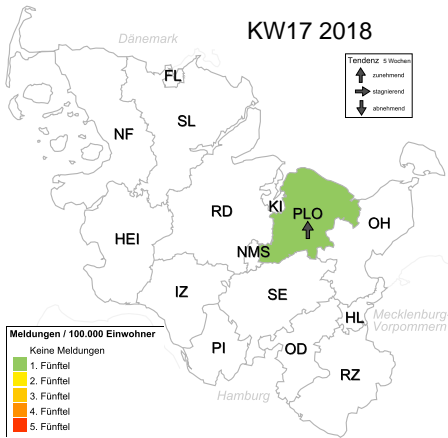 KW17 2018
Dänemark
Tendenz 5 Wochen
zunehmend
stagnierend
abnehmend
FL
SL
NF
RD
KI
PLO
OH
HEI
NMS
IZ
SE
HL
Mecklenburg-
Vorpommern
PI
OD
RZ
Hamburg
Meldungen / 100.000 Einwohner
Keine Meldungen
1. Fünftel
2. Fünftel
3. Fünftel
4. Fünftel
5. Fünftel